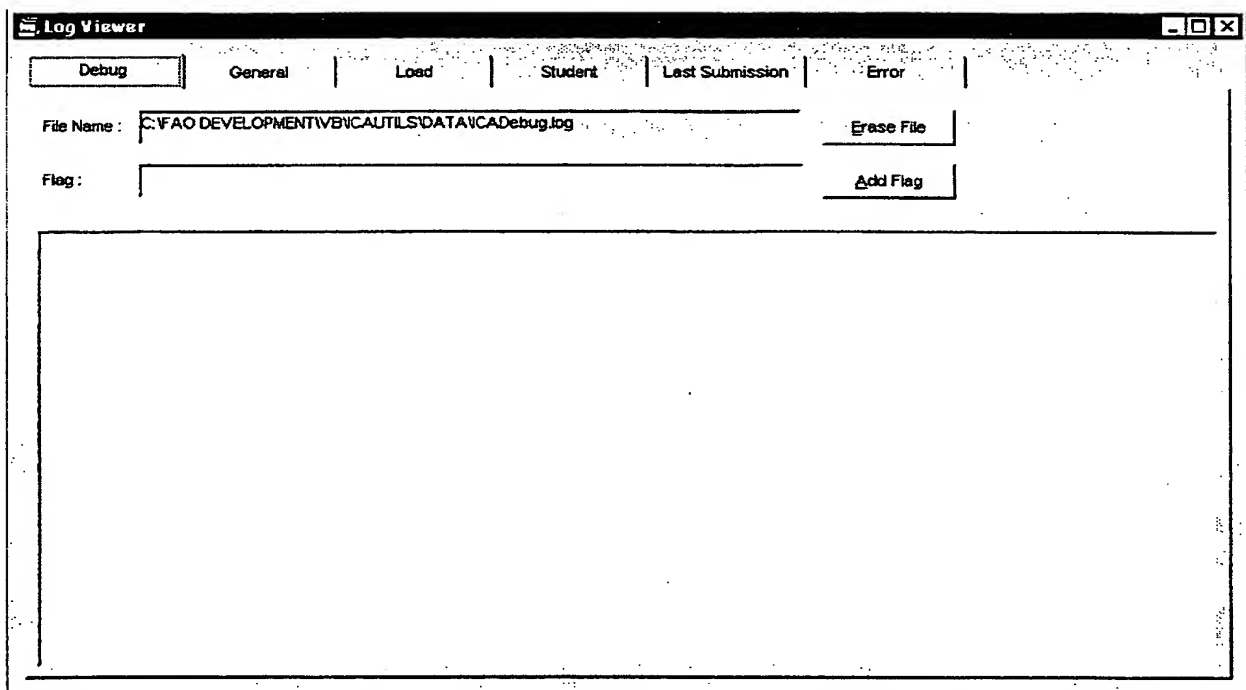 Log Viewer
Debug General Load Student Last Submission Error
File Name : C:\FAO DEVELOPMENT\VB\ICAUTILS\DATA\ICADebug.log Erase File
Flag : Add Flag